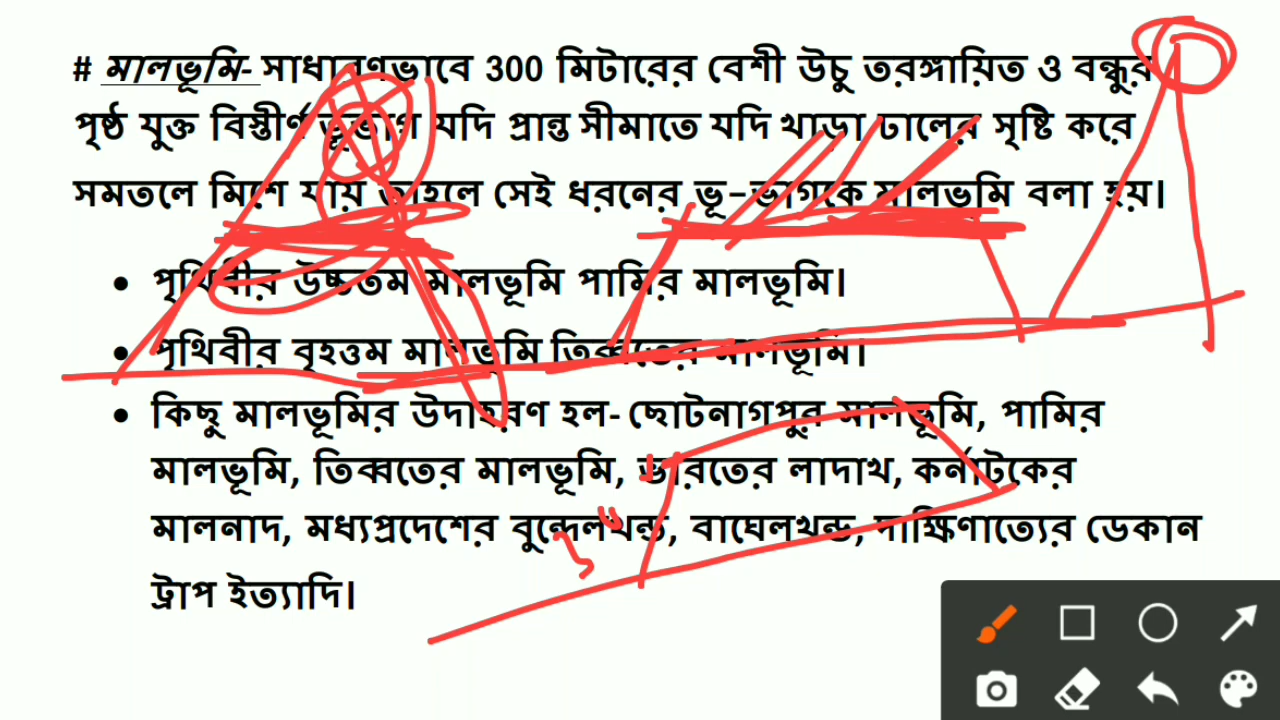 # মালভূমি- সাধারণভাবে 300 মিটারের বেশী উচু তরঙ্গায়িত ও বন্ধুর
পৃষ্ঠ যুক্ত বিস্তীর্ণ ভূভাগ যদি প্রান্ত সীমাতে যদি খাড়া ঢালের সৃষ্টি করে
সমতলে মিশে যায় তাহলে সেই ধরনের ভূ-ভাগকে মালভূমি বলা হয়।
• পৃথিবীর উচ্চতম মালভূমি পামির মালভূমি।
• পৃথিবীর বৃহত্তম মালভূমি তিব্বতের মালভূমি।
• কিছু মালভূমির উদাহরণ হল- ছোটনাগপুর মালভূমি, পামির
মালভূমি, তিব্বতের মালভূমি, ভারতের লাদাখ, কর্নাটকের
মালনাদ, মধ্যপ্রদেশের বুন্দেলখন্ড, বাঘেলখন্ড, দাক্ষিণাত্যের ডেকান
ট্রাপ ইত্যাদি।